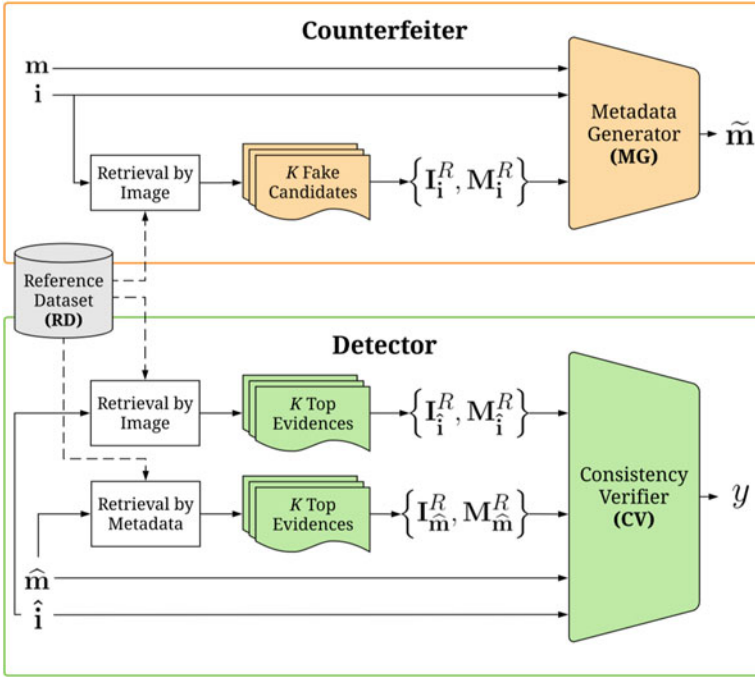 Counterfeiter
m
i
Retrieval by
Image
K Fake
Candidates
{I_i^R, M_i^R}
Metadata
Generator
(MG)
m̃
Reference
Dataset
(RD)
Detector
Retrieval by
Image
K Top
Evidences
{I_î^R, M_î^R}
Retrieval by
Metadata
K Top
Evidences
{I_m̂^R, M_m̂^R}
Consistency
Verifier
(CV)
y
m̂
î